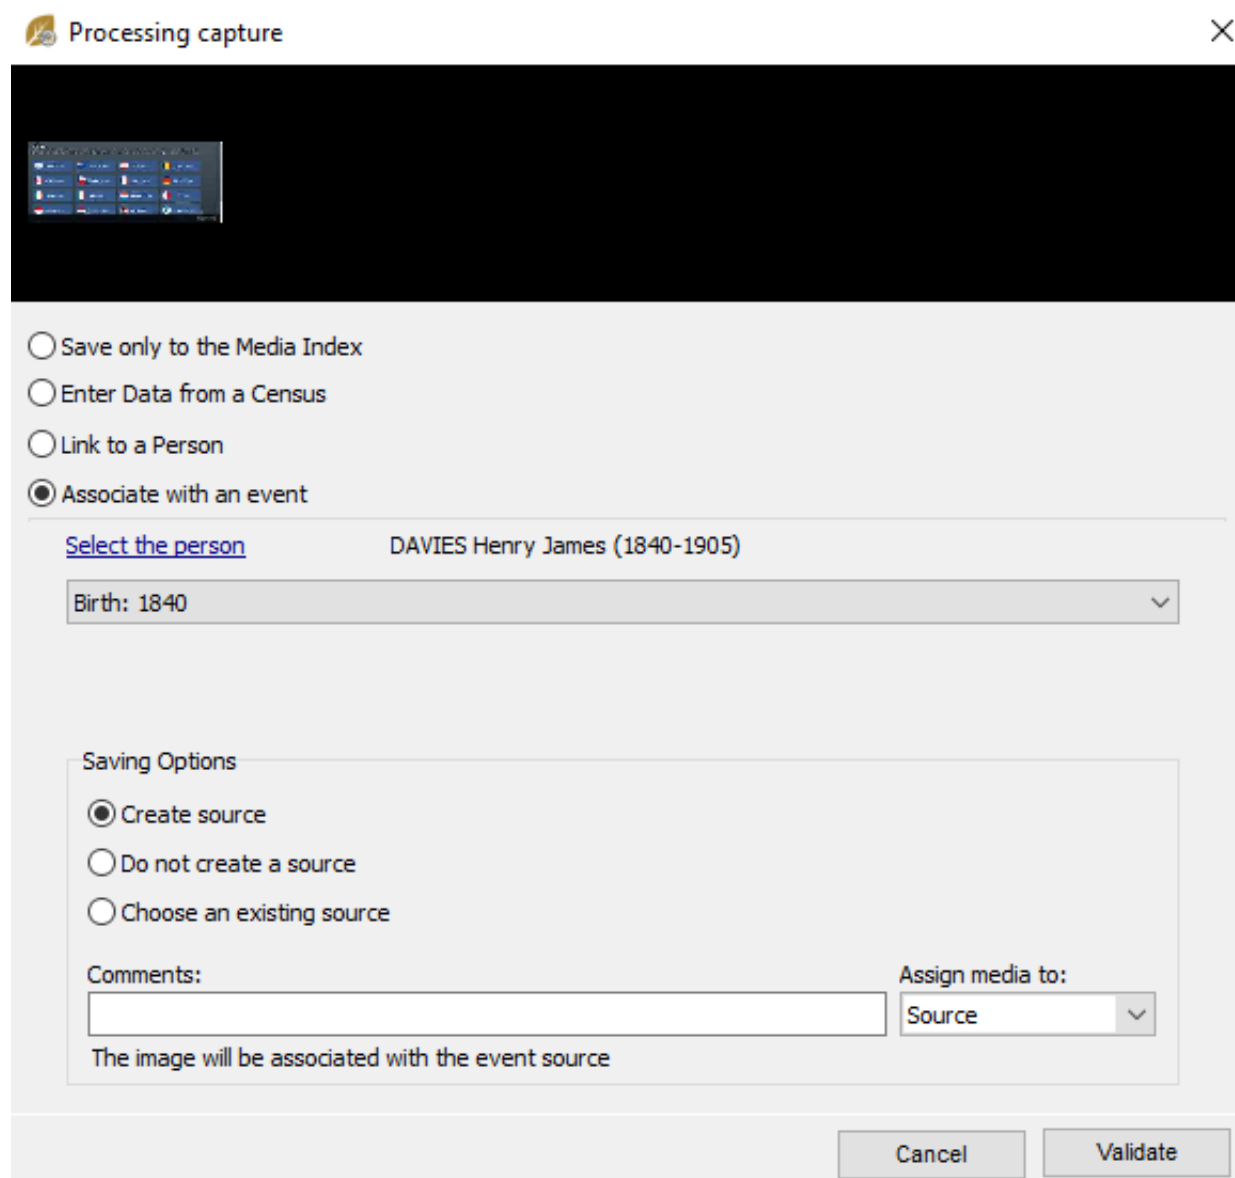 Processing capture
Save only to the Media Index
Enter Data from a Census
Link to a Person
Associate with an event
Select the person DAVIES Henry James (1840-1905)
Birth: 1840
Saving Options
Create source
Do not create a source
Choose an existing source
Comments: Assign media to:
Source
The image will be associated with the event source
Cancel Validate